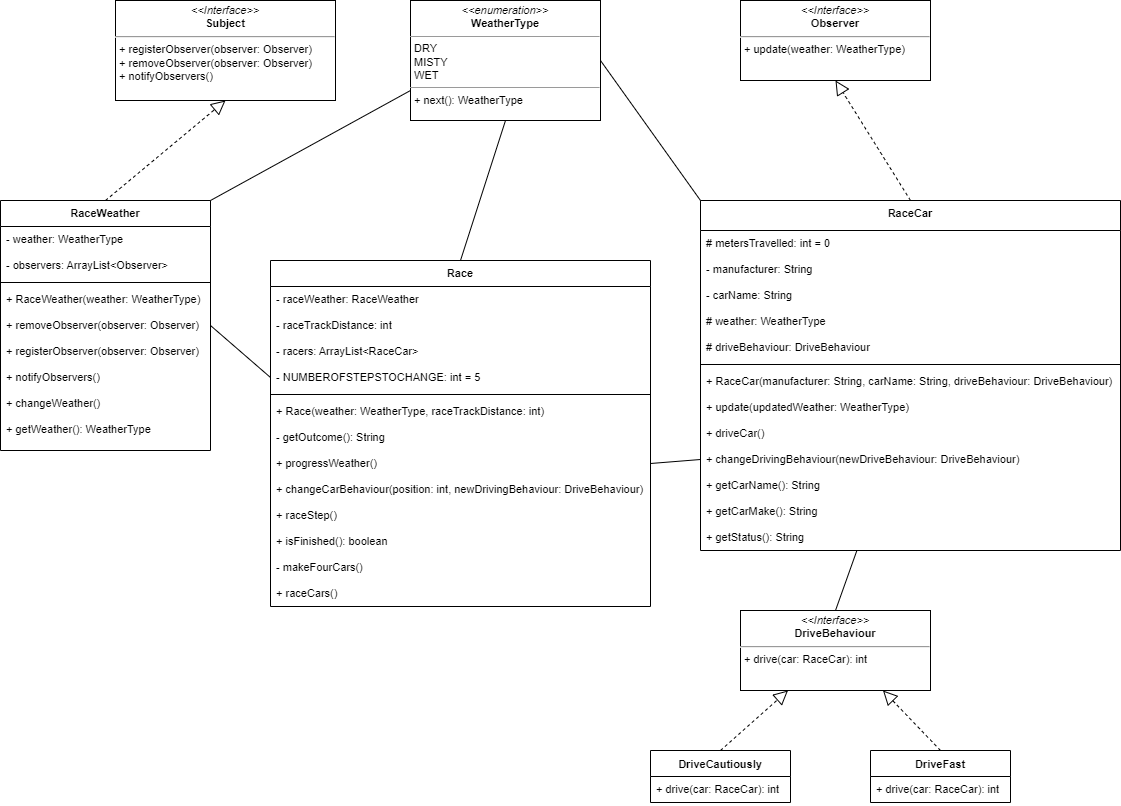 <<Interface>>
Subject
+ registerObserver(observer: Observer)
+ removeObserver(observer: Observer)
+ notifyObservers()
<<enumeration>>
WeatherType
DRY
MISTY
WET
+ next(): WeatherType
<<Interface>>
Observer
+ update(weather: WeatherType)
RaceWeather
- weather: WeatherType
- observers: ArrayList<Observer>
+ RaceWeather(weather: WeatherType)
+ removeObserver(observer: Observer)
+ registerObserver(observer: Observer)
+ notifyObservers()
+ changeWeather()
+ getWeather(): WeatherType
Race
- raceWeather: RaceWeather
- raceTrackDistance: int
- racers: ArrayList<RaceCar>
- NUMBEROFSTEPSTOCHANGE: int = 5
+ Race(weather: WeatherType, raceTrackDistance: int)
- getOutcome(): String
+ progressWeather()
+ changeCarBehaviour(position: int, newDrivingBehaviour: DriveBehaviour)
+ raceStep()
+ isFinished(): boolean
- makeFourCars()
+ raceCars()
RaceCar
# metersTravelled: int = 0
- manufacturer: String
- carName: String
# weather: WeatherType
# driveBehaviour: DriveBehaviour
+ RaceCar(manufacturer: String, carName: String, driveBehaviour: DriveBehaviour)
+ update(updatedWeather: WeatherType)
+ driveCar()
+ changeDrivingBehaviour(newDriveBehaviour: DriveBehaviour)
+ getCarName(): String
+ getCarMake(): String
+ getStatus(): String
<<Interface>>
DriveBehaviour
+ drive(car: RaceCar): int
DriveCautiously
+ drive(car: RaceCar): int
DriveFast
+ drive(car: RaceCar): int